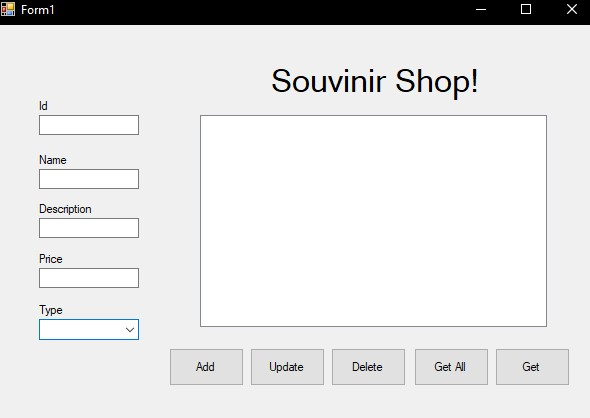 Form1
Souvinir Shop!
Id
Name
Description
Price
Type
Add Update Delete Get All Get